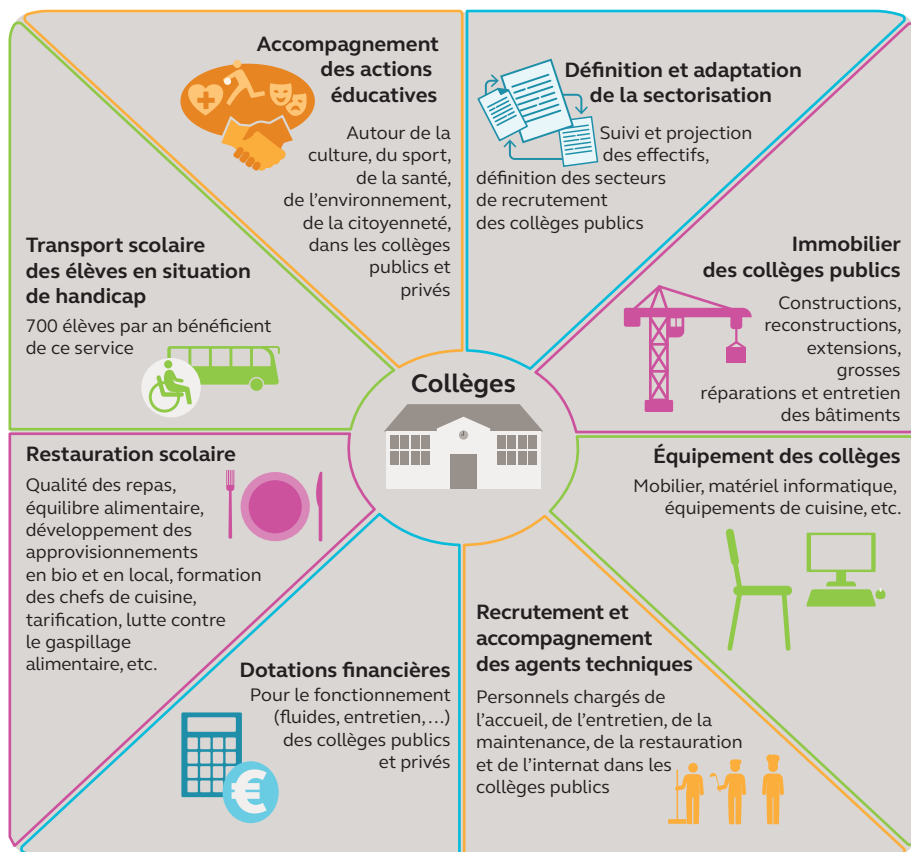 Accompagnement
des actions
éducatives
Autour de la
culture, du sport,
de la santé,
de l’environnement,
de la citoyenneté,
dans les collèges
publics et
privés
Définition et adaptation
de la sectorisation
Suivi et projection
des effectifs,
définition des secteurs
de recrutement
des collèges publics
Transport scolaire
des élèves en situation
de handicap
700 élèves par an bénéficient
de ce service
Immobilier
des collèges publics
Constructions,
reconstructions,
extensions,
grosses
réparations et entretien
des bâtiments
Collèges
Restauration scolaire
Qualité des repas,
équilibre alimentaire,
développement des
approvisionnements
en bio et en local, formation
des chefs de cuisine,
tarification, lutte contre
le gaspillage
alimentaire, etc.
Équipement des collèges
Mobilier, matériel informatique,
équipements de cuisine, etc.
Dotations financières
Pour le fonctionnement
(fluides, entretien,…)
des collèges publics
et privés
€
Recrutement et
accompagnement
des agents techniques
Personnels chargés de
l’accueil, de l’entretien, de la
maintenance, de la restauration
et de l’internat dans les
collèges publics